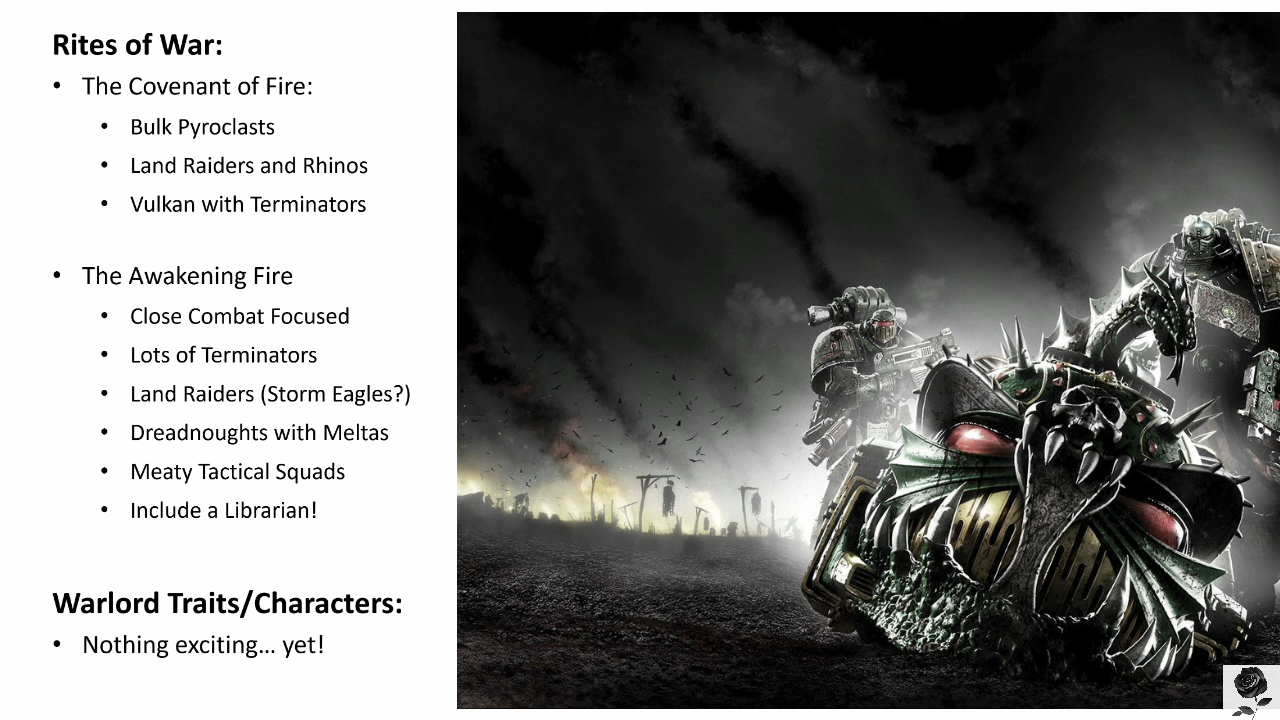 Rites of War:
• The Covenant of Fire:
• Bulk Pyroclasts
• Land Raiders and Rhinos
• Vulkan with Terminators
• The Awakening Fire
• Close Combat Focused
• Lots of Terminators
• Land Raiders (Storm Eagles?)
• Dreadnoughts with Meltas
• Meaty Tactical Squads
• Include a Librarian!
Warlord Traits/Characters:
• Nothing exciting... yet!